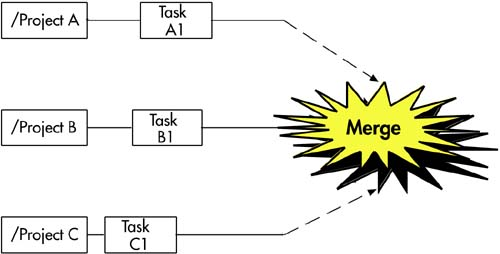 /Project A
Task
A1
/Project B
Task
B1
Merge
/Project C
Task
C1